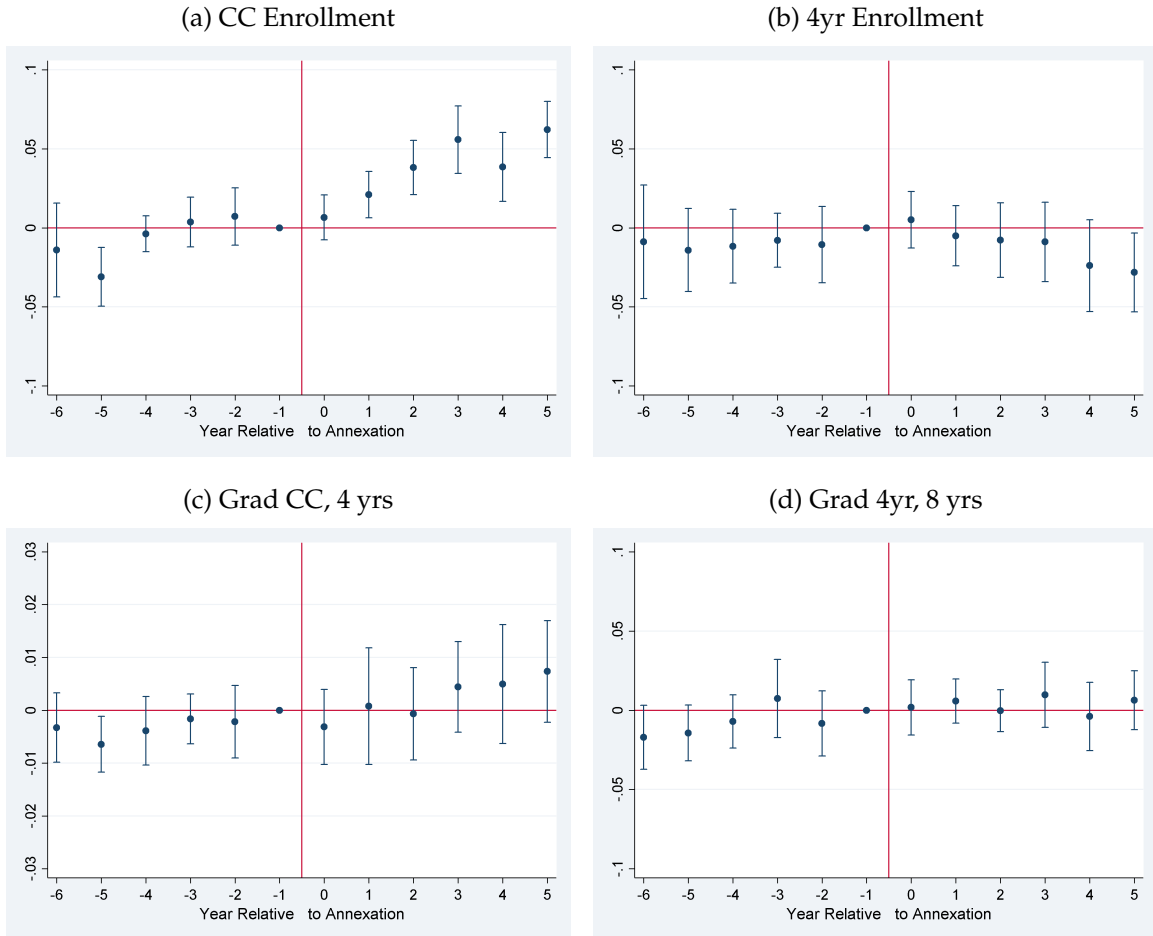 (a) CC Enrollment
.1
.05
0
-.05
-.1
-6 -5 -4 -3 -2 -1 0 1 2 3 4 5
Year Relative to Annexation
(b) 4yr Enrollment
.1
.05
0
-.05
-.1
-6 -5 -4 -3 -2 -1 0 1 2 3 4 5
Year Relative to Annexation
(c) Grad CC, 4 yrs
.03
.02
.01
0
-.01
-.02
-.03
-6 -5 -4 -3 -2 -1 0 1 2 3 4 5
Year Relative to Annexation
(d) Grad 4yr, 8 yrs
.1
.05
0
-.05
-.1
-6 -5 -4 -3 -2 -1 0 1 2 3 4 5
Year Relative to Annexation